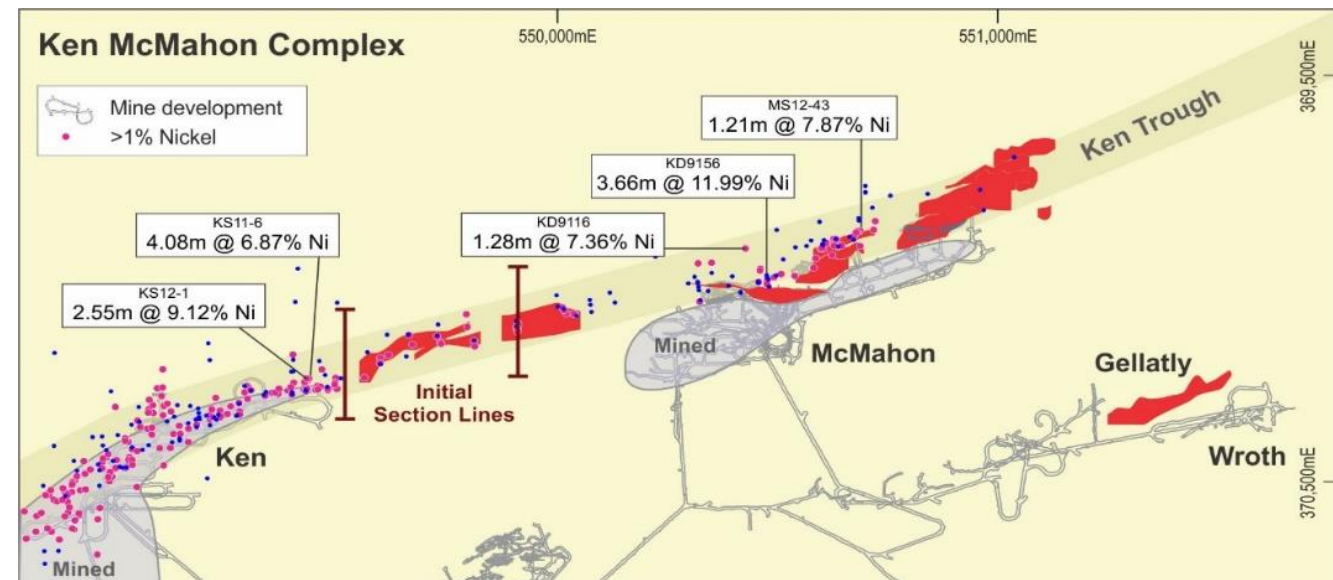 Ken McMahon Complex
550,000mE
551,000mE
369,500mE
Mine development
>1% Nickel
MS12-43
1.21m @ 7.87% Ni
Ken Trough
KD9156
3.66m @ 11.99% Ni
KS11-6
4.08m @ 6.87% Ni
KD9116
1.28m @ 7.36% Ni
KS12-1
2.55m @ 9.12% Ni
Mined
McMahon
Initial
Section Lines
Gellatly
Ken
Wroth
370,500mE
Mined